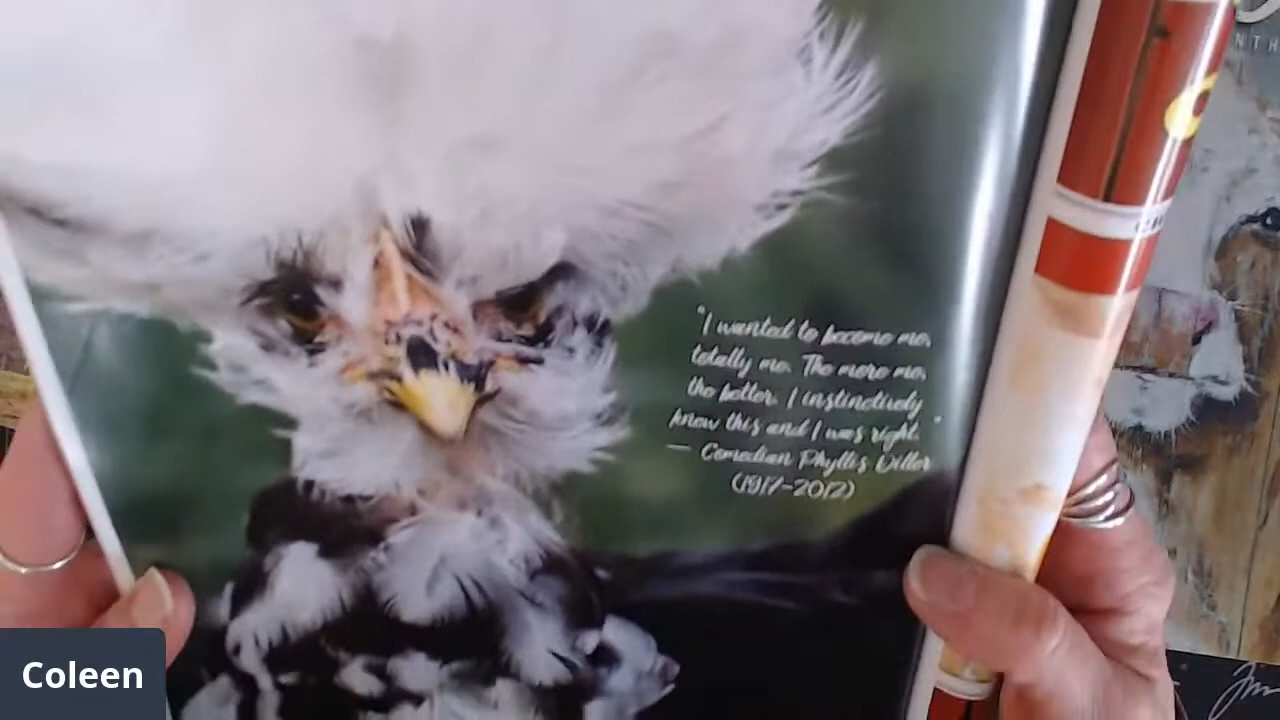 "I wanted to become me,
totally me. The more me,
the better. I instinctively
knew this and I was right. "
— Comedian Phyllis Diller
(1917-2012)
NTH
Coleen